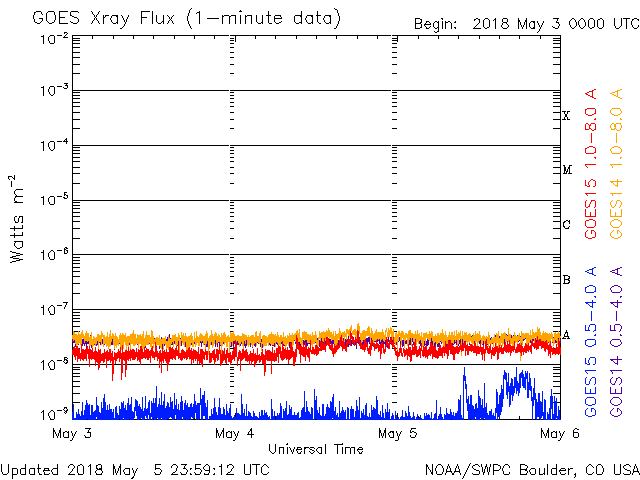 GOES Xray Flux (1-minute data)
Begin: 2018 May 3 0000 UTC
10⁻²
10⁻³
10⁻⁴
10⁻⁵
10⁻⁶
10⁻⁷
10⁻⁸
10⁻⁹
Watts m⁻²
X
M
C
B
A
GOES15 1.0-8.0 A
GOES14 1.0-8.0 A
GOES15 0.5-4.0 A
GOES14 0.5-4.0 A
May 3 May 4 May 5 May 6
Universal Time
Updated 2018 May 5 23:59:12 UTC
NOAA/SWPC Boulder, CO USA